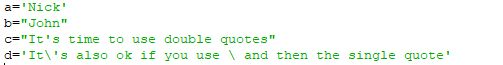 a='Nick'
b="John"
c="It's time to use double quotes"
d='It\'s also ok if you use \ and then the single quote'